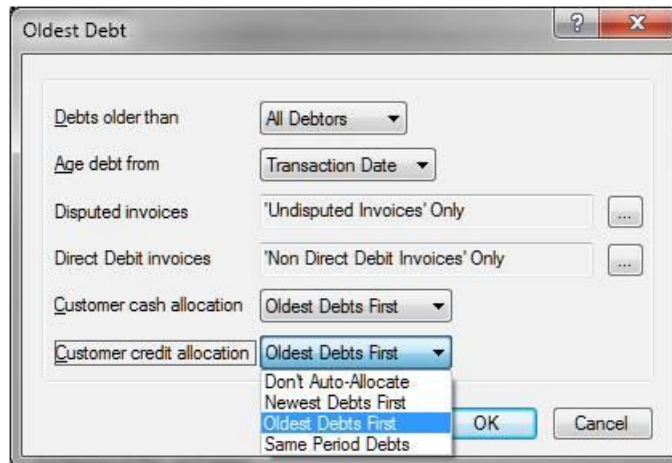 Oldest Debt
Debts older than All Debtors
Age debt from Transaction Date
Disputed invoices 'Undisputed Invoices' Only ...
Direct Debit invoices 'Non Direct Debit Invoices' Only ...
Customer cash allocation Oldest Debts First
Customer credit allocation Oldest Debts First
Don't Auto-Allocate
Newest Debts First
Oldest Debts First
Same Period Debts
OK Cancel